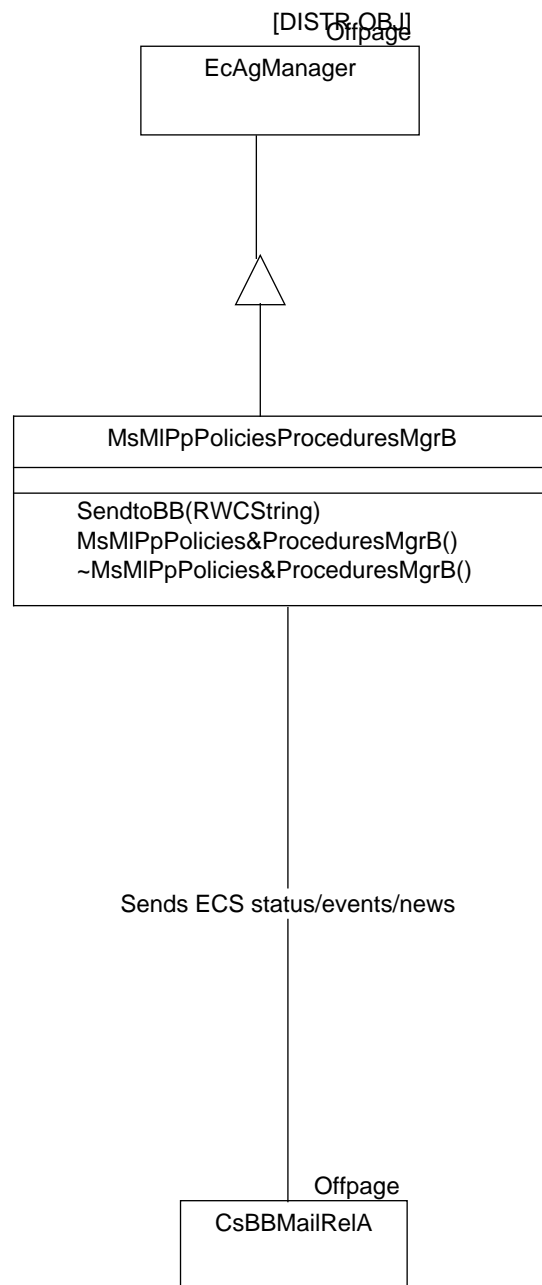 [DISTR.OBJ]
Offpage
EcAgManager
MsMlPpPoliciesProceduresMgrB
SendtoBB(RWCString)
MsMlPpPolicies&ProceduresMgrB()
~MsMlPpPolicies&ProceduresMgrB()
Sends ECS status/events/news
Offpage
CsBBMailRelA